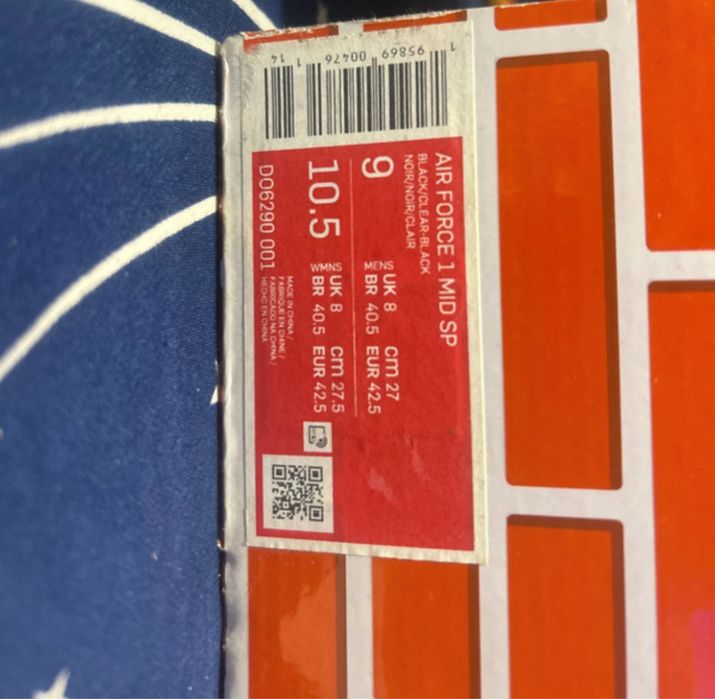 AIR FORCE 1 MID SP
BLACK/CLEAR-BLACK
NOIR/NOIR/CLAIR
9
MENS
UK 8 cm 27
BR 40.5 EUR 42.5
10.5
WMNS
UK 8 cm 27.5
BR 40.5 EUR 42.5
DO6290 001
MADE IN CHINA /
FABRIQUE EN CHINE /
FABRICADO NA CHINA /
HECHO EN CHINA
1 95869 00476 1 14